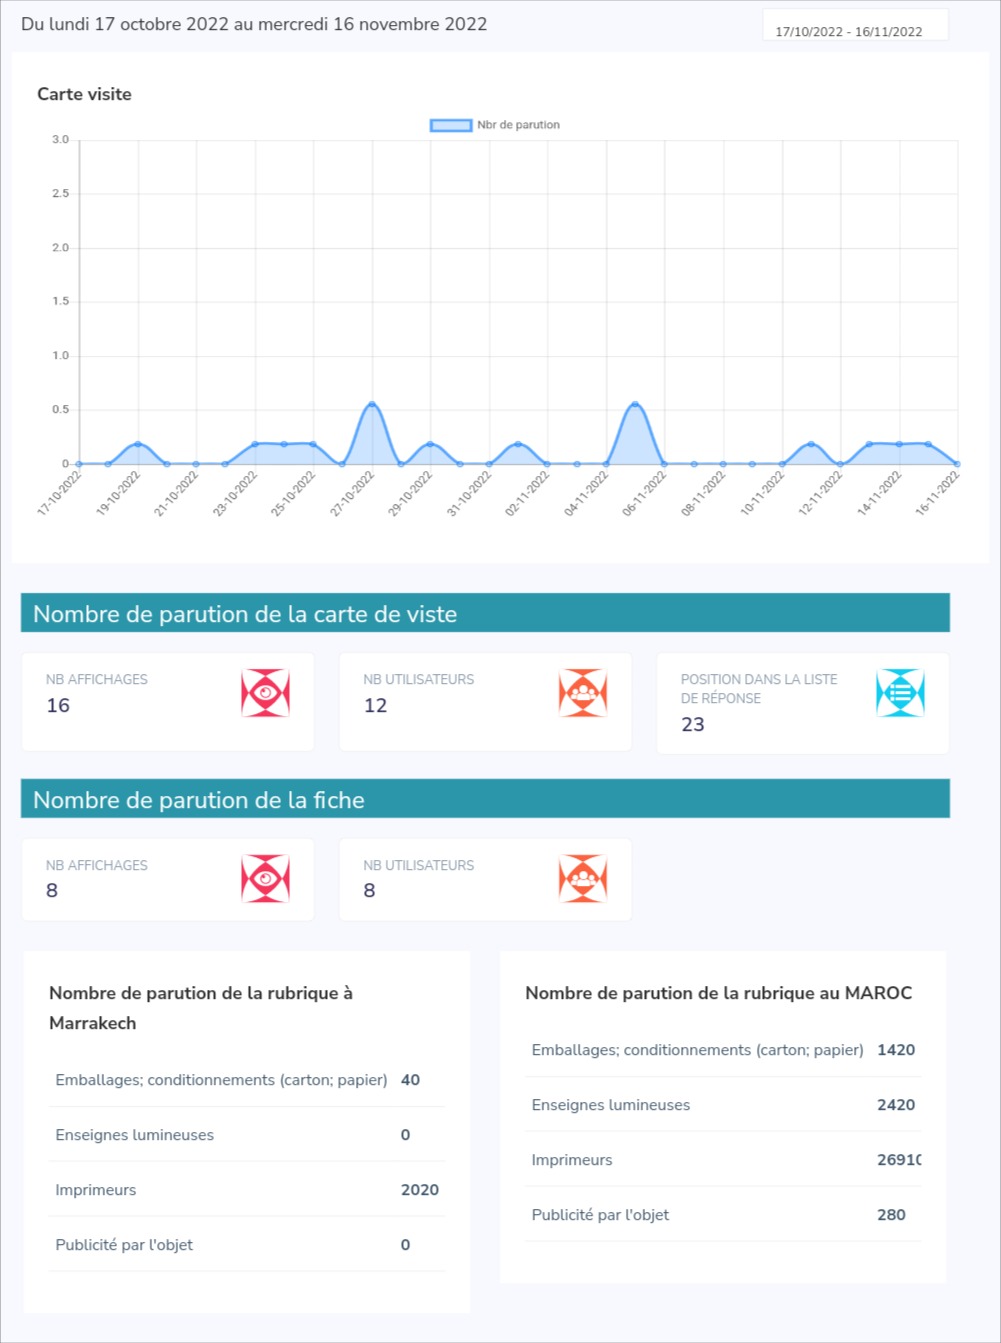 Du lundi 17 octobre 2022 au mercredi 16 novembre 2022
17/10/2022 - 16/11/2022
Carte visite
Nbr de parution
3.0
2.5
2.0
1.5
1.0
0.5
0
17-10-2022
19-10-2022
21-10-2022
23-10-2022
25-10-2022
27-10-2022
29-10-2022
31-10-2022
02-11-2022
04-11-2022
06-11-2022
08-11-2022
10-11-2022
12-11-2022
14-11-2022
16-11-2022
Nombre de parution de la carte de viste
NB AFFICHAGES
16
NB UTILISATEURS
12
POSITION DANS LA LISTE
DE RÉPONSE
23
Nombre de parution de la fiche
NB AFFICHAGES
8
NB UTILISATEURS
8
Nombre de parution de la rubrique à
Marrakech
Emballages; conditionnements (carton; papier) 40
Enseignes lumineuses 0
Imprimeurs 2020
Publicité par l'objet 0
Nombre de parution de la rubrique au MAROC
Emballages; conditionnements (carton; papier) 1420
Enseignes lumineuses 2420
Imprimeurs 26910
Publicité par l'objet 280